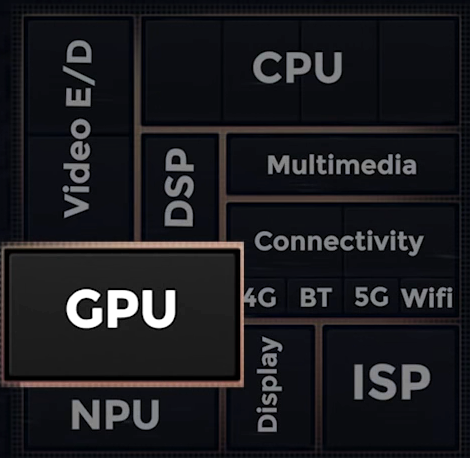 Video E/D
CPU
DSP
Multimedia
Connectivity
4G BT 5G Wifi
GPU
NPU
Display
ISP